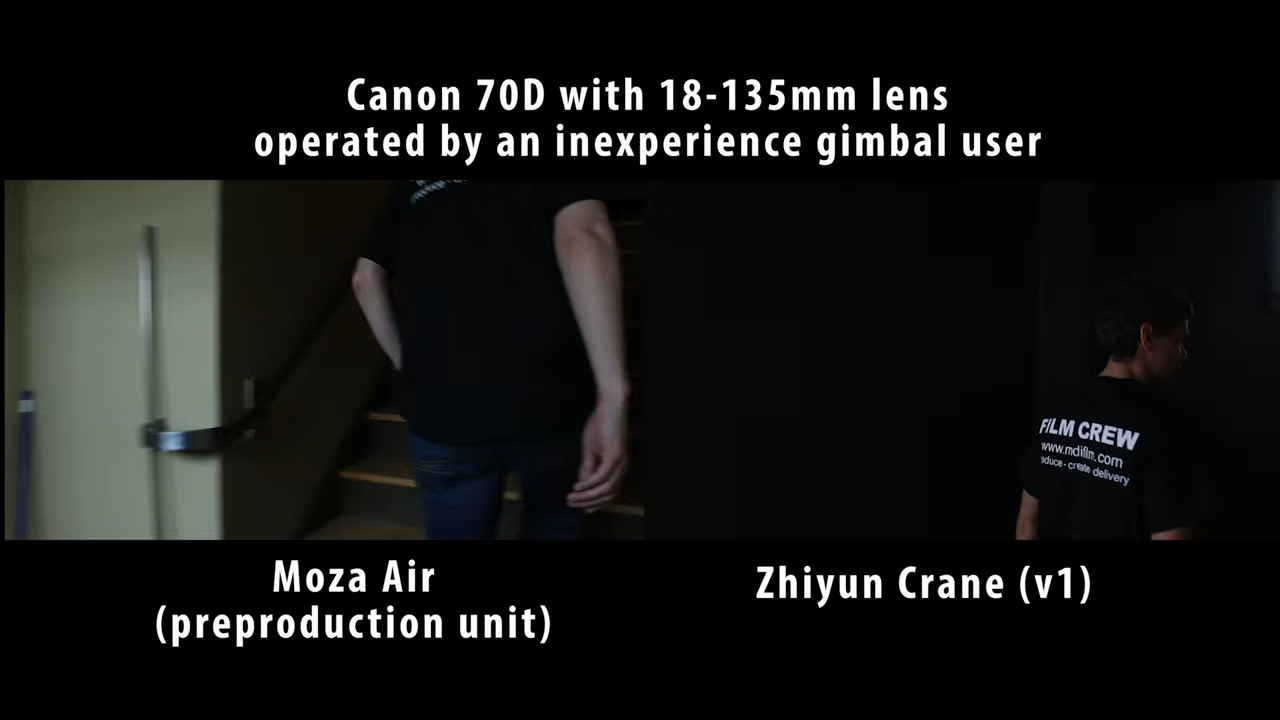 Canon 70D with 18-135mm lens
operated by an inexperience gimbal user
FILM CREW
www.mdifilm.com
oduce - create delivery
Moza Air
(preproduction unit)
Zhiyun Crane (v1)